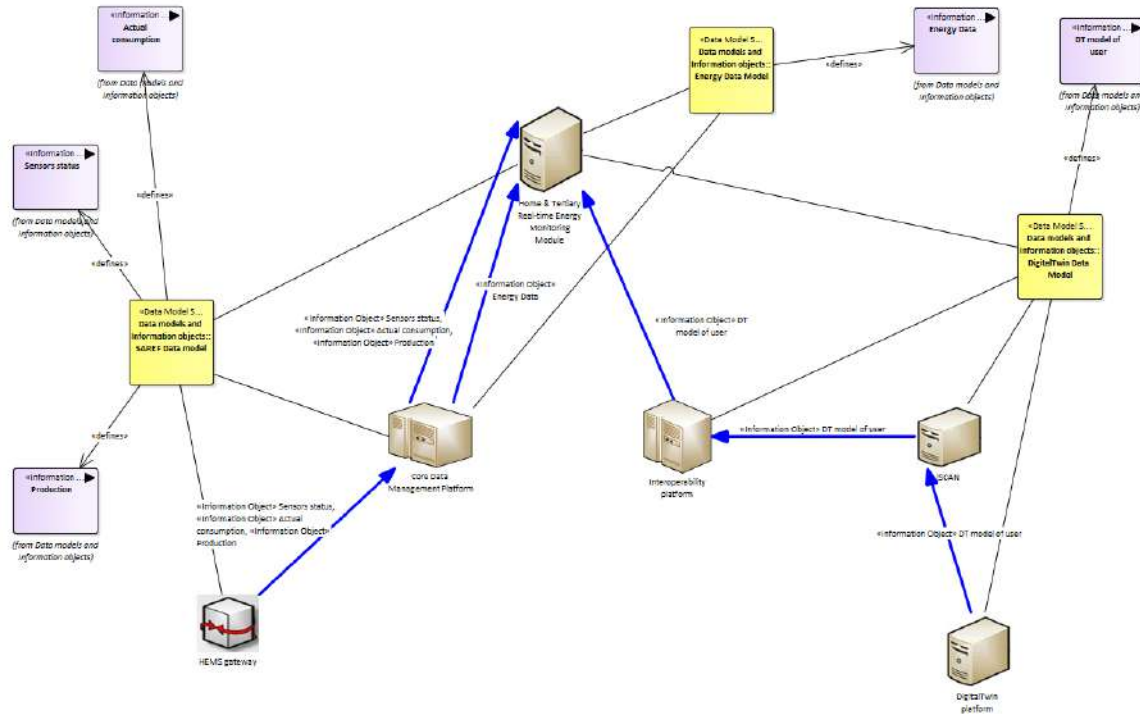 «Information ...
Actual
consumption
(from Data models and
information objects)
«Information ...
Sensors status
(from Data models and
information objects)
«defines»
«defines»
«Data Model S...
Data models and
information objects::
SAREF Data model
«defines»
«Information ...
Production
(from Data models and
information objects)
«Data Model S...
Data models and
information objects::
Energy Data Model
«defines»
«Information ...
Energy Data
(from Data models and
information objects)
«Information ...
DT model of
user
(from Data models and
information objects)
«defines»
«Data Model S...
Data models and
information objects::
DigitalTwin Data
Model
Home & Tertiary
Real-time Energy
Monitoring
Module
«Information Object»
Energy Data
«Information Object» Sensors status,
«Information Object» Actual consumption,
«Information Object» Production
«Information Object» DT
model of user
Core Data
Management Platform
Interoperability
platform
«Information Object» DT model of user
«Information Object» Sensors status,
«Information Object» Actual
consumption, «Information Object»
Production
«Information Object» DT model of user
HEMS gateway
DigitalTwin
platform